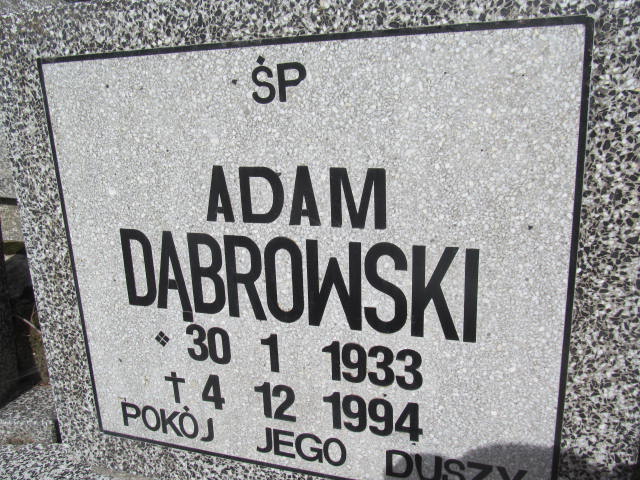 ŚP
ADAM
DĄBROWSKI
❖ 30 1 1933
† 4 12 1994
POKÓJ JEGO DUSZY